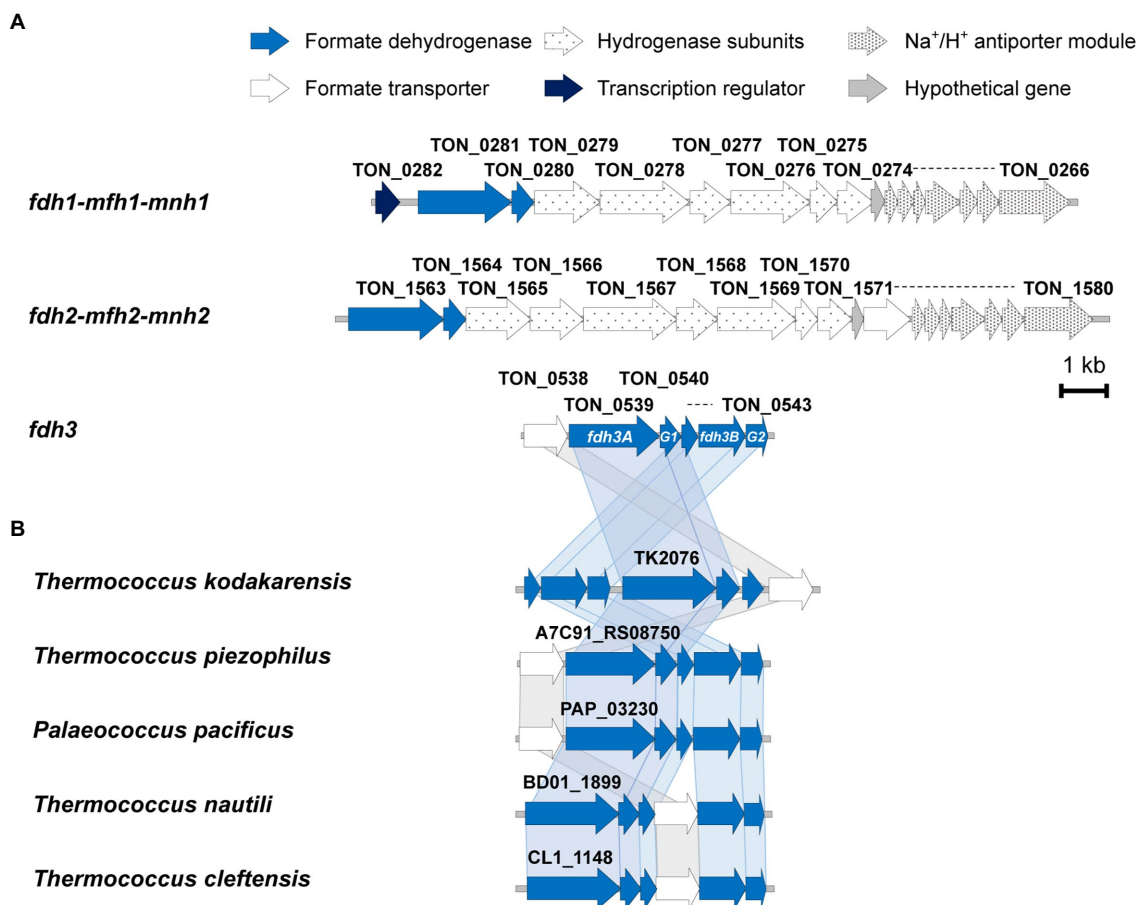 A
Formate dehydrogenase Hydrogenase subunits Na⁺/H⁺ antiporter module
Formate transporter Transcription regulator Hypothetical gene
TON_0281 TON_0279 TON_0277 TON_0275
TON_0282 TON_0280 TON_0278 TON_0276 TON_0274 TON_0266
fdh1-mfh1-mnh1
TON_1564 TON_1566 TON_1568 TON_1570
TON_1563 TON_1565 TON_1567 TON_1569 TON_1571 TON_1580
fdh2-mfh2-mnh2
1 kb
TON_0538 TON_0540
TON_0539 TON_0543
fdh3 fdh3A G1 fdh3B G2
B
TK2076
Thermococcus kodakarensis
A7C91_RS08750
Thermococcus piezophilus
PAP_03230
Palaeococcus pacificus
BD01_1899
Thermococcus nautili
CL1_1148
Thermococcus cleftensis